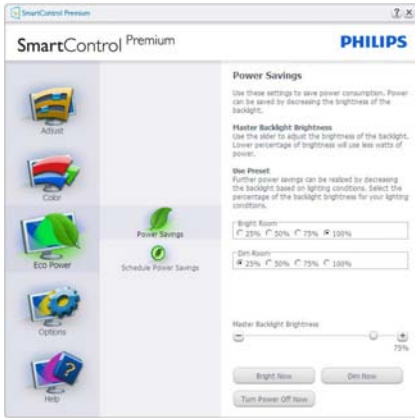 SmartControl Premium
SmartControl Premium
PHILIPS
Adjust
Color
Eco Power
Options
Help
Power Savings
Schedule Power Savings
Power Savings
Use these settings to save power consumption. Power
can be saved by decreasing the brightness of the
backlight.
Master Backlight Brightness
Use the slider to adjust the brightness of the backlight.
Lower percentage of brightness will use less watts of
power.
Use Preset
Further power savings can be realized by decreasing
the backlight based on lighting conditions. Select the
percentage of the backlight brightness for your lighting
conditions.
Bright Room
25% 50% 75% 100%
Dim Room
25% 50% 75% 100%
Master Backlight Brightness
75%
Bright Now Dim Now
Turn Power Off Now